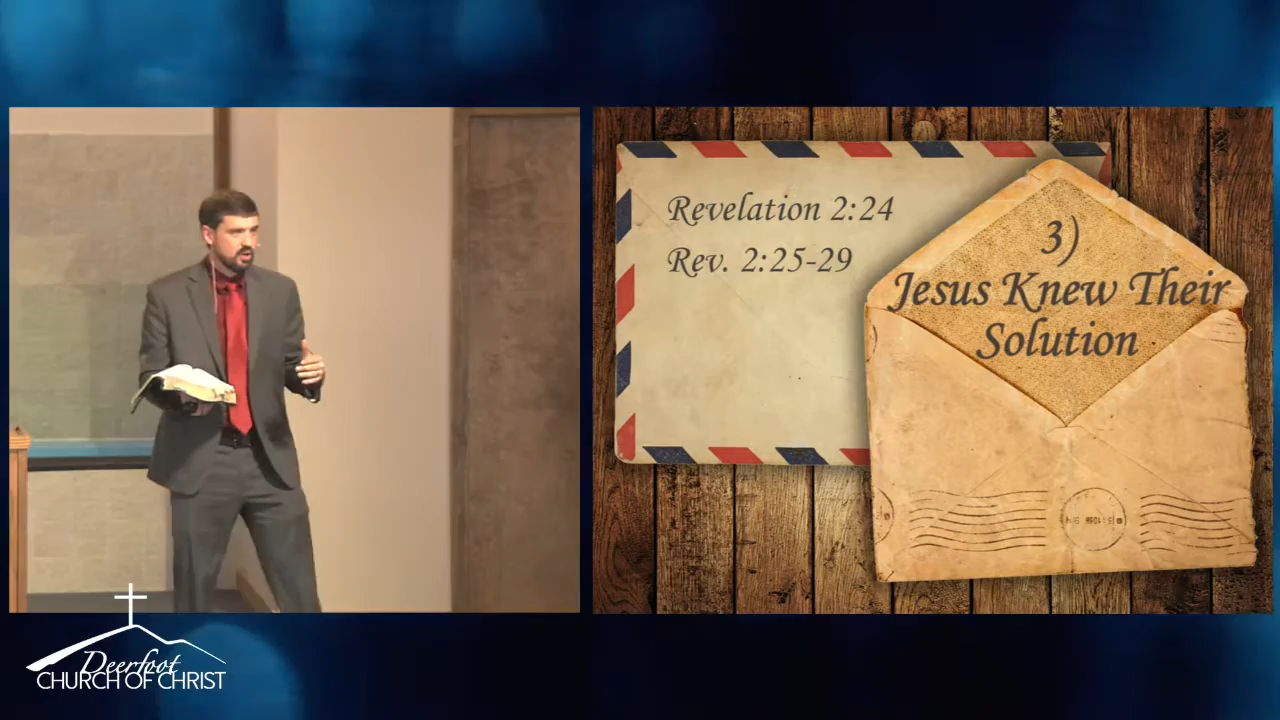 Revelation 2:24
Rev. 2:25-29
3)
Jesus Knew Their
Solution
Deerfoot
CHURCH OF CHRIST